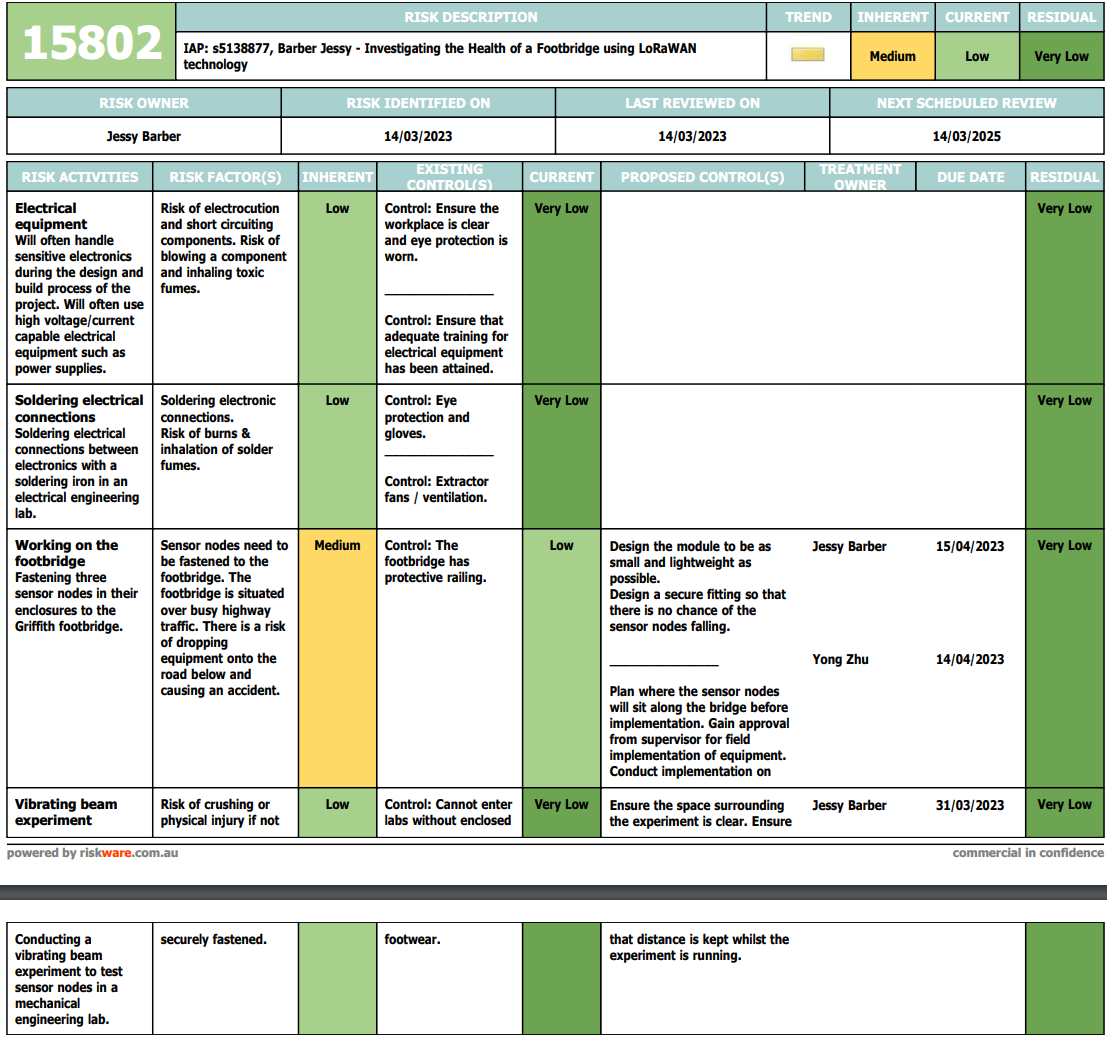 15802
RISK DESCRIPTION
TREND
INHERENT
CURRENT
RESIDUAL
IAP: s5138877, Barber Jessy - Investigating the Health of a Footbridge using LoRaWAN
technology
Medium
Low
Very Low
RISK OWNER
RISK IDENTIFIED ON
LAST REVIEWED ON
NEXT SCHEDULED REVIEW
Jessy Barber
14/03/2023
14/03/2023
14/03/2025
RISK ACTIVITIES
RISK FACTOR(S)
INHERENT
EXISTING
CONTROL(S)
CURRENT
PROPOSED CONTROL(S)
TREATMENT
OWNER
DUE DATE
RESIDUAL
Electrical
equipment
Will often handle
sensitive electronics
during the design and
build process of the
project. Will often use
high voltage/current
capable electrical
equipment such as
power supplies.
Risk of electrocution
and short circuiting
components. Risk of
blowing a component
and inhaling toxic
fumes.
Low
Control: Ensure the
workplace is clear
and eye protection is
worn.
Control: Ensure that
adequate training for
electrical equipment
has been attained.
Very Low
Very Low
Soldering electrical
connections
Soldering electrical
connections between
electronics with a
soldering iron in an
electrical engineering
lab.
Soldering electronic
connections.
Risk of burns &
inhalation of solder
fumes.
Low
Control: Eye
protection and
gloves.
Control: Extractor
fans / ventilation.
Very Low
Very Low
Working on the
footbridge
Fastening three
sensor nodes in their
enclosures to the
Griffith footbridge.
Sensor nodes need to
be fastened to the
footbridge. The
footbridge is situated
over busy highway
traffic. There is a risk
of dropping
equipment onto the
road below and
causing an accident.
Medium
Control: The
footbridge has
protective railing.
Low
Design the module to be as
small and lightweight as
possible.
Design a secure fitting so that
there is no chance of the
sensor nodes falling.
Jessy Barber
15/04/2023
Very Low
Yong Zhu
14/04/2023
Plan where the sensor nodes
will sit along the bridge before
implementation. Gain approval
from supervisor for field
implementation of equipment.
Conduct implementation on
Vibrating beam
experiment
Risk of crushing or
physical injury if not
Low
Control: Cannot enter
labs without enclosed
Very Low
Ensure the space surrounding
the experiment is clear. Ensure
Jessy Barber
31/03/2023
Very Low
powered by riskware.com.au
commercial in confidence
Conducting a
vibrating beam
experiment to test
sensor nodes in a
mechanical
engineering lab.
securely fastened.
footwear.
that distance is kept whilst the
experiment is running.